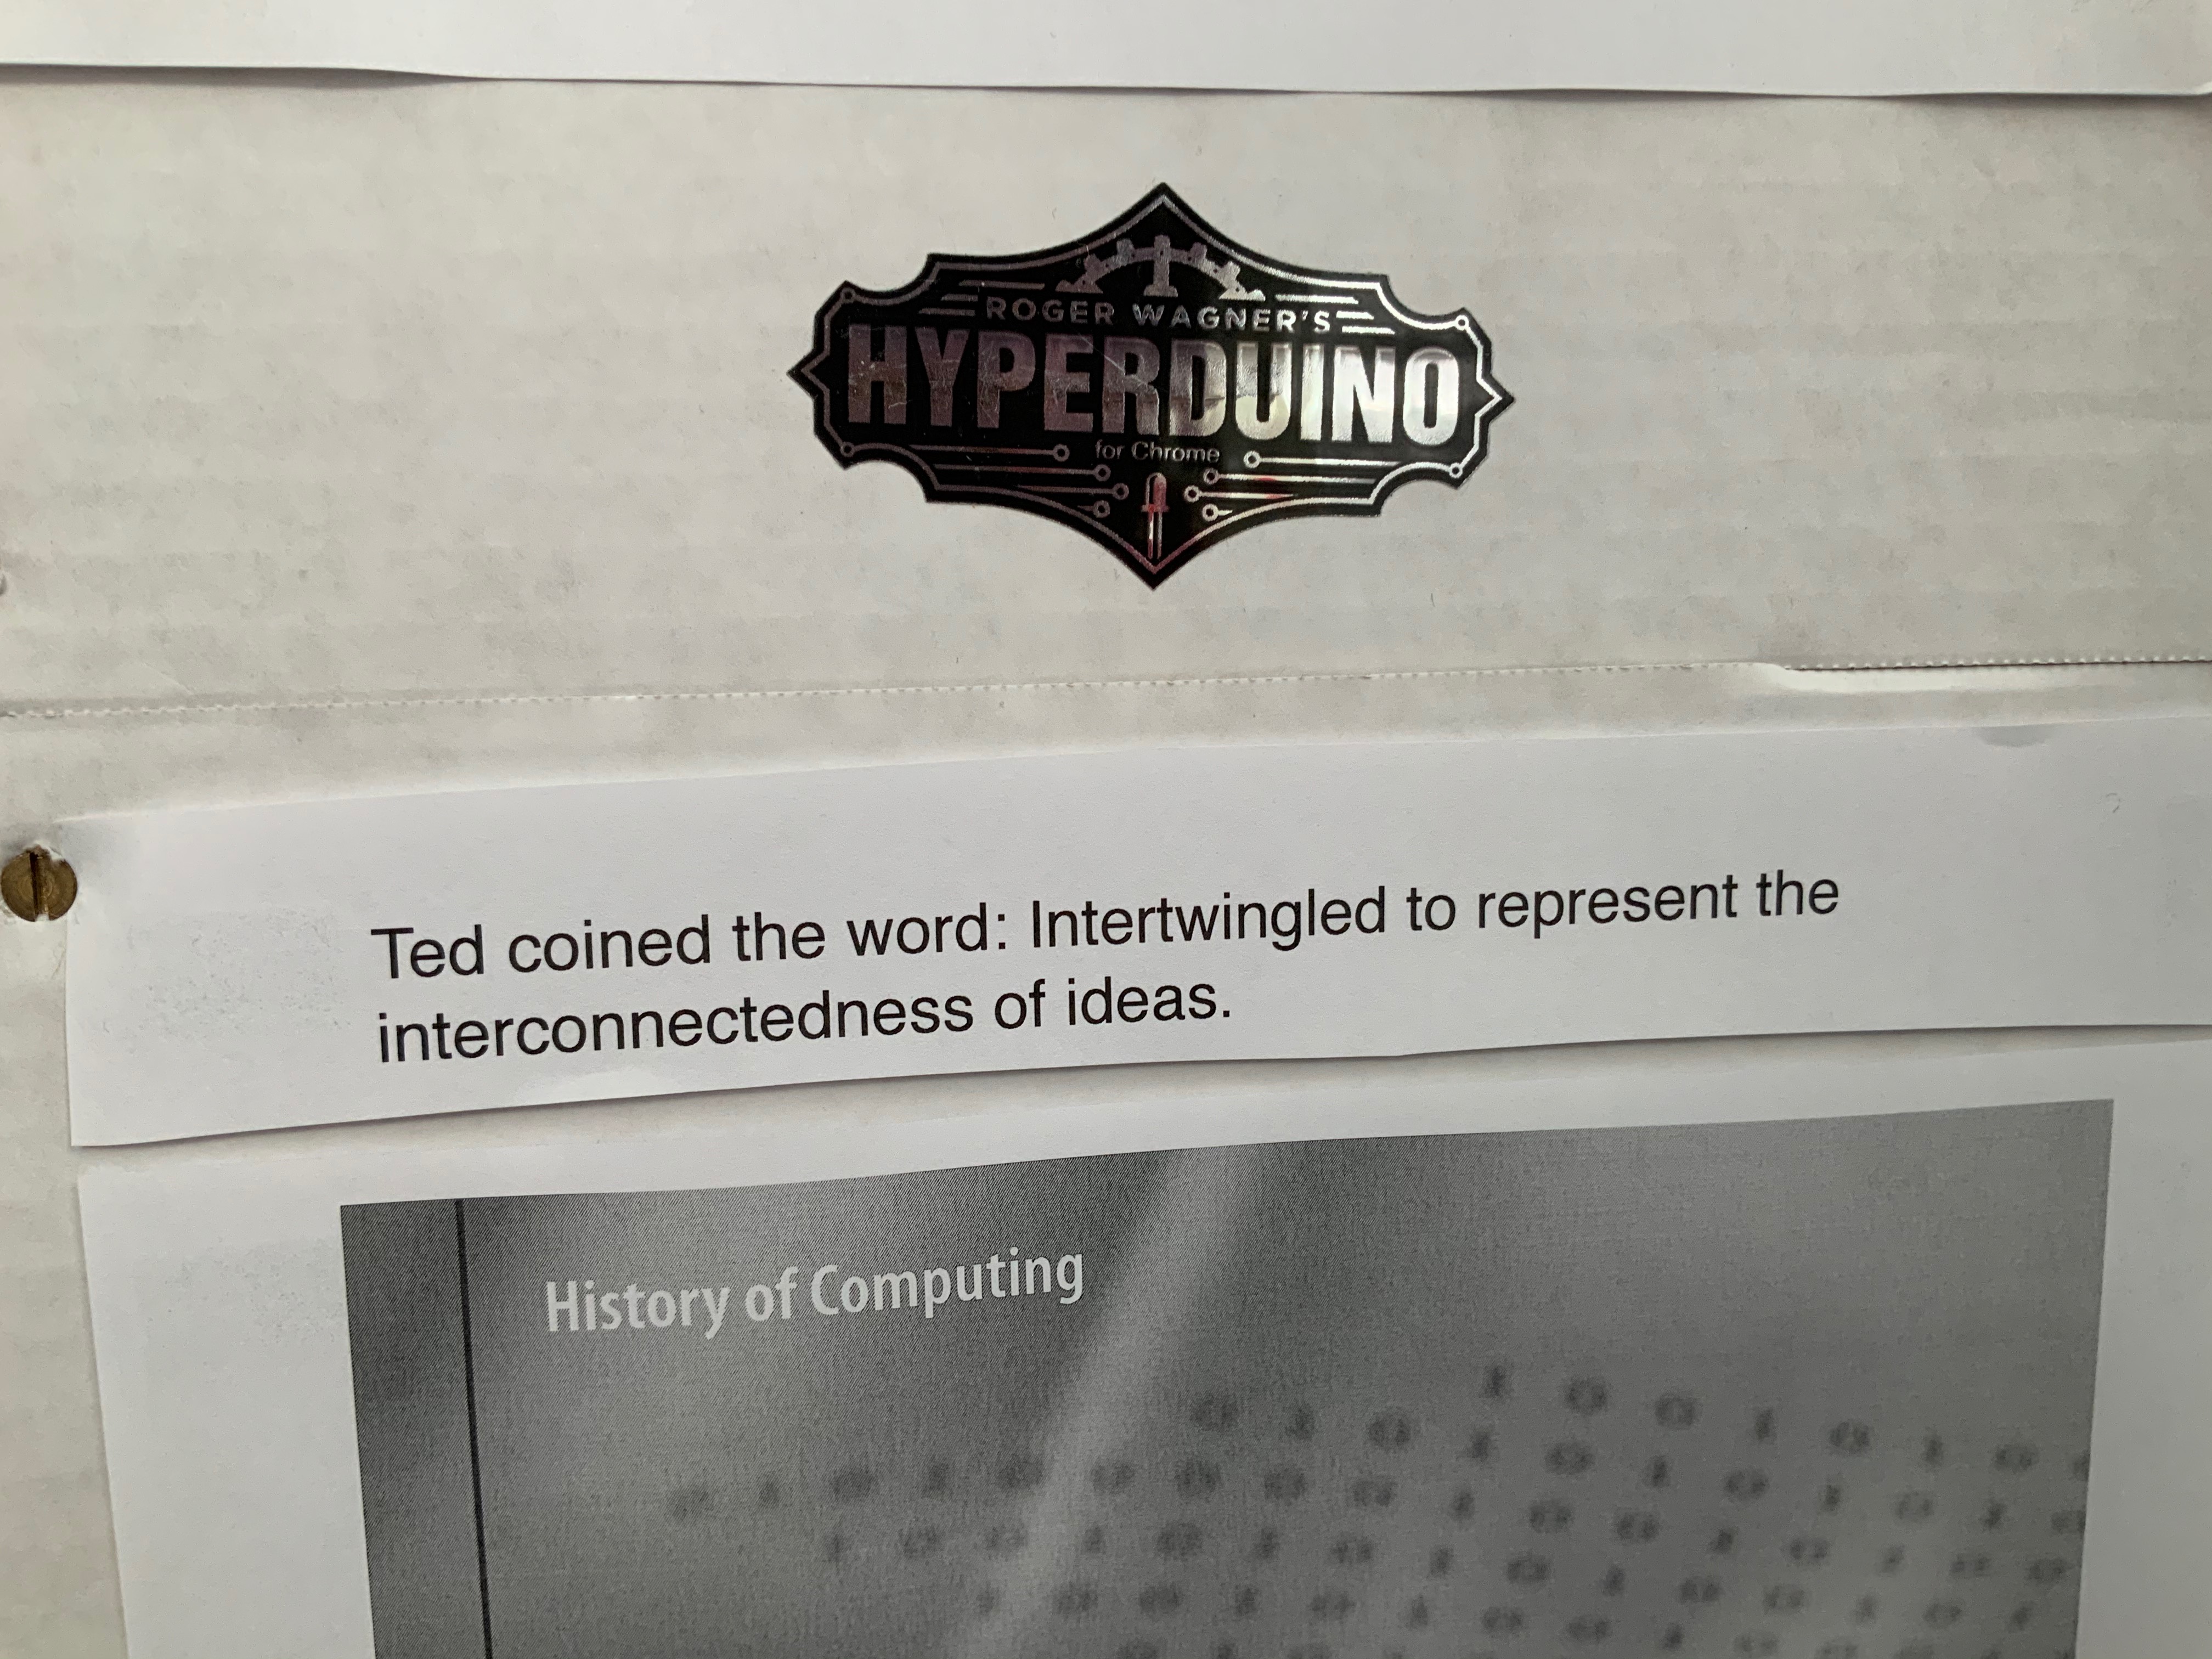 ROGER WAGNER'S
HYPERDUINO
for Chrome
Ted coined the word: Intertwingled to represent the
interconnectedness of ideas.
History of Computing